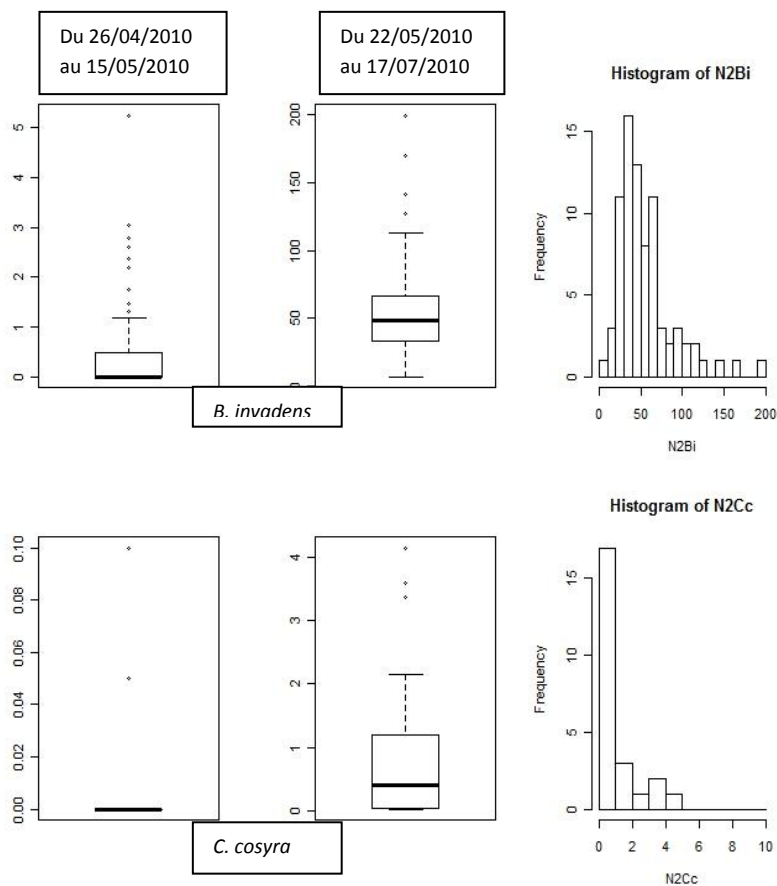 Du 26/04/2010
au 15/05/2010
Du 22/05/2010
au 17/07/2010
Histogram of N2Bi
5
4
3
2
1
0
200
150
100
50
0
15
10
5
0
Frequency
0 50 100 150 200
N2Bi
B. invadens
Histogram of N2Cc
0.10
0.08
0.06
0.04
0.02
0.00
4
3
2
1
0
15
10
5
0
Frequency
0 2 4 6 8 10
N2Cc
C. cosyra